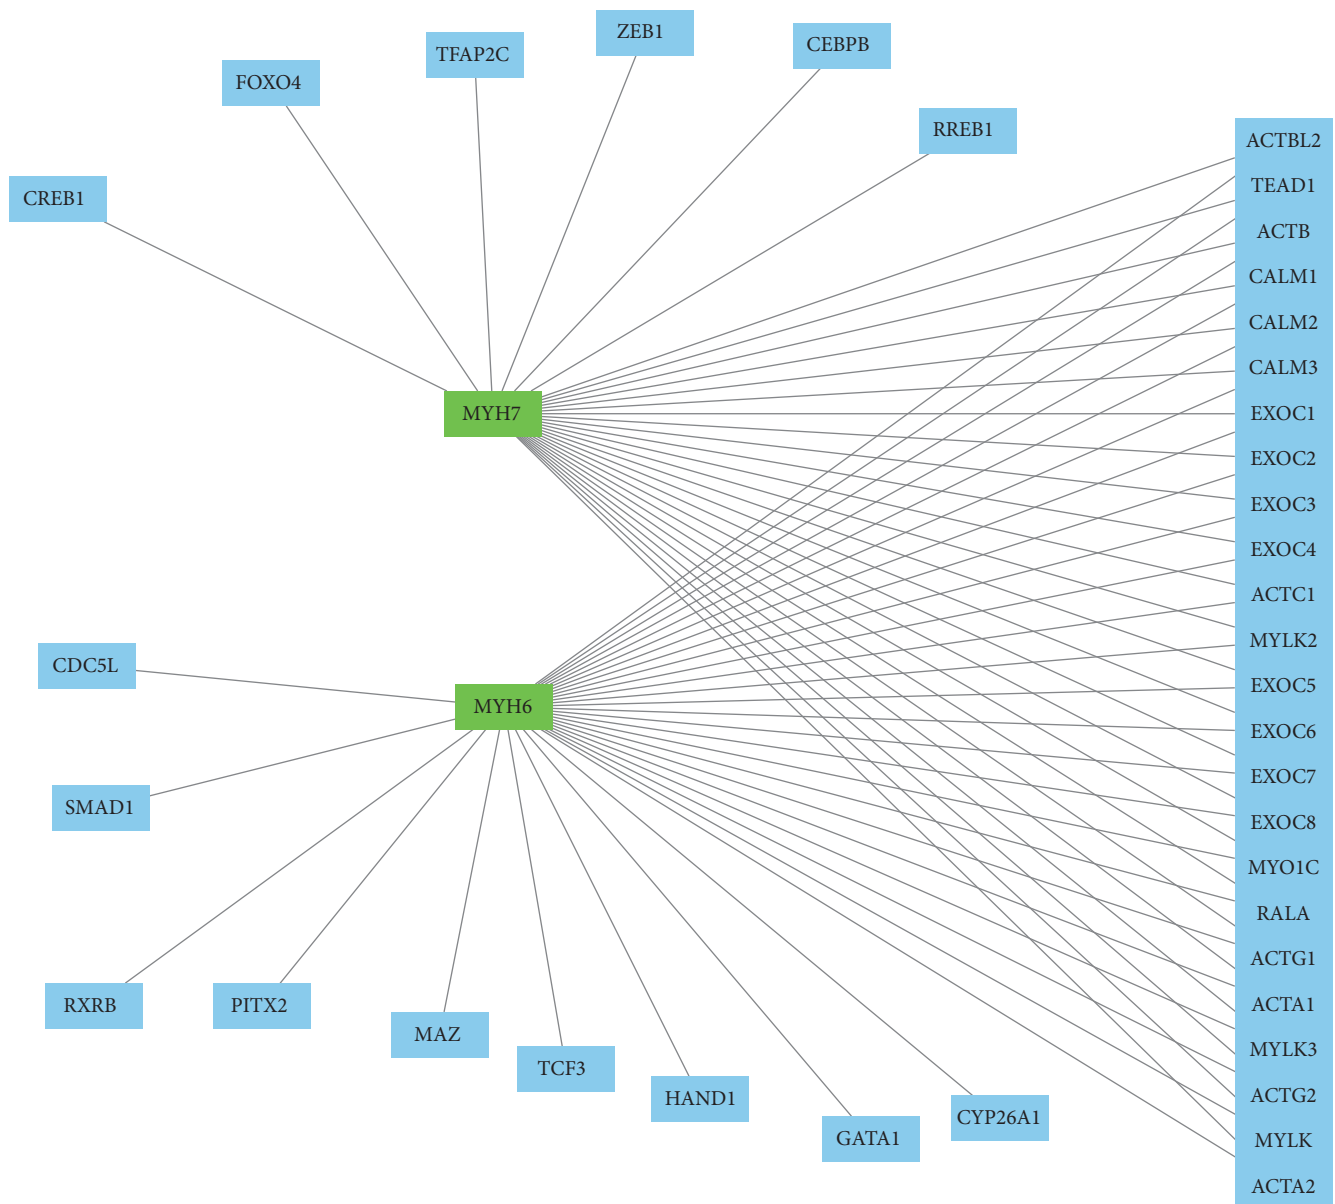 ZEB1
CEBPB
TFAP2C
FOXO4
RREB1
CREB1
MYH7
CDC5L
MYH6
SMAD1
RXRB
PITX2
MAZ
TCF3
HAND1
GATA1
CYP26A1
ACTBL2
TEAD1
ACTB
CALM1
CALM2
CALM3
EXOC1
EXOC2
EXOC3
EXOC4
ACTC1
MYLK2
EXOC5
EXOC6
EXOC7
EXOC8
MYO1C
RALA
ACTG1
ACTA1
MYLK3
ACTG2
MYLK
ACTA2